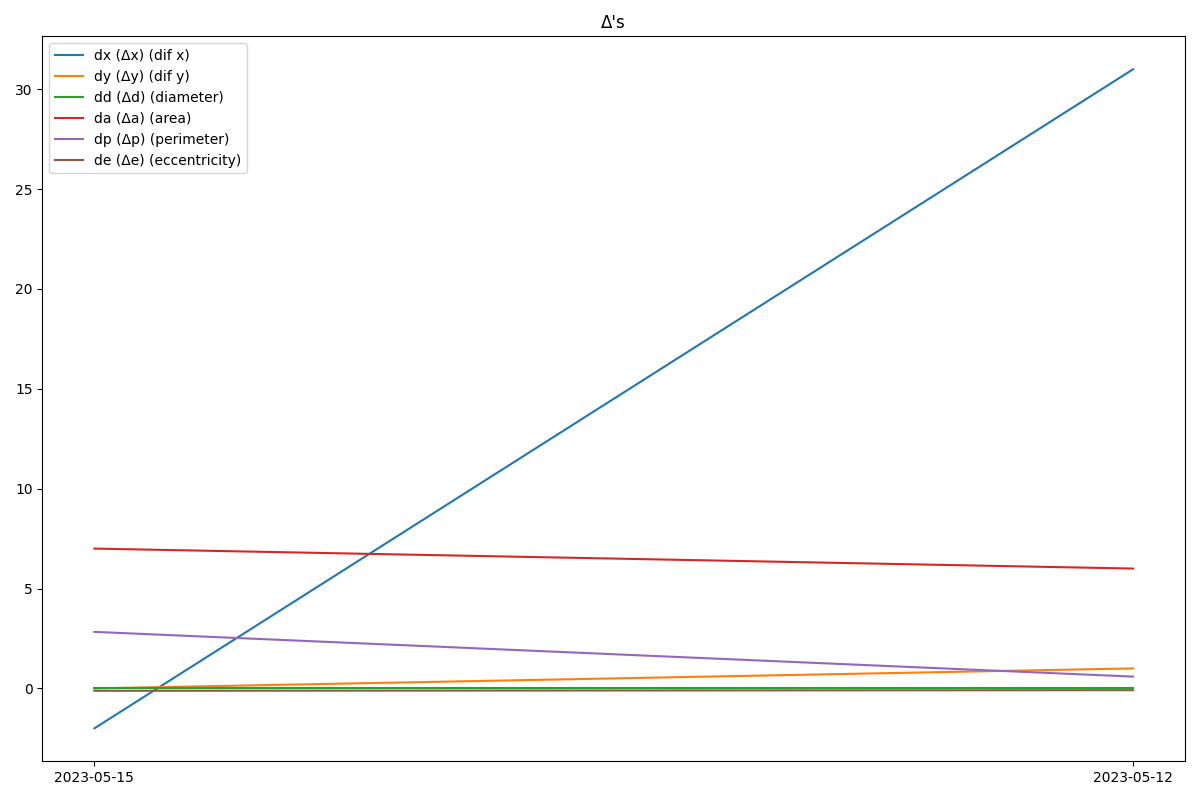 Δ's
dx (Δx) (dif x)
dy (Δy) (dif y)
dd (Δd) (diameter)
da (Δa) (area)
dp (Δp) (perimeter)
de (Δe) (eccentricity)
30
25
20
15
10
5
0
2023-05-15
2023-05-12